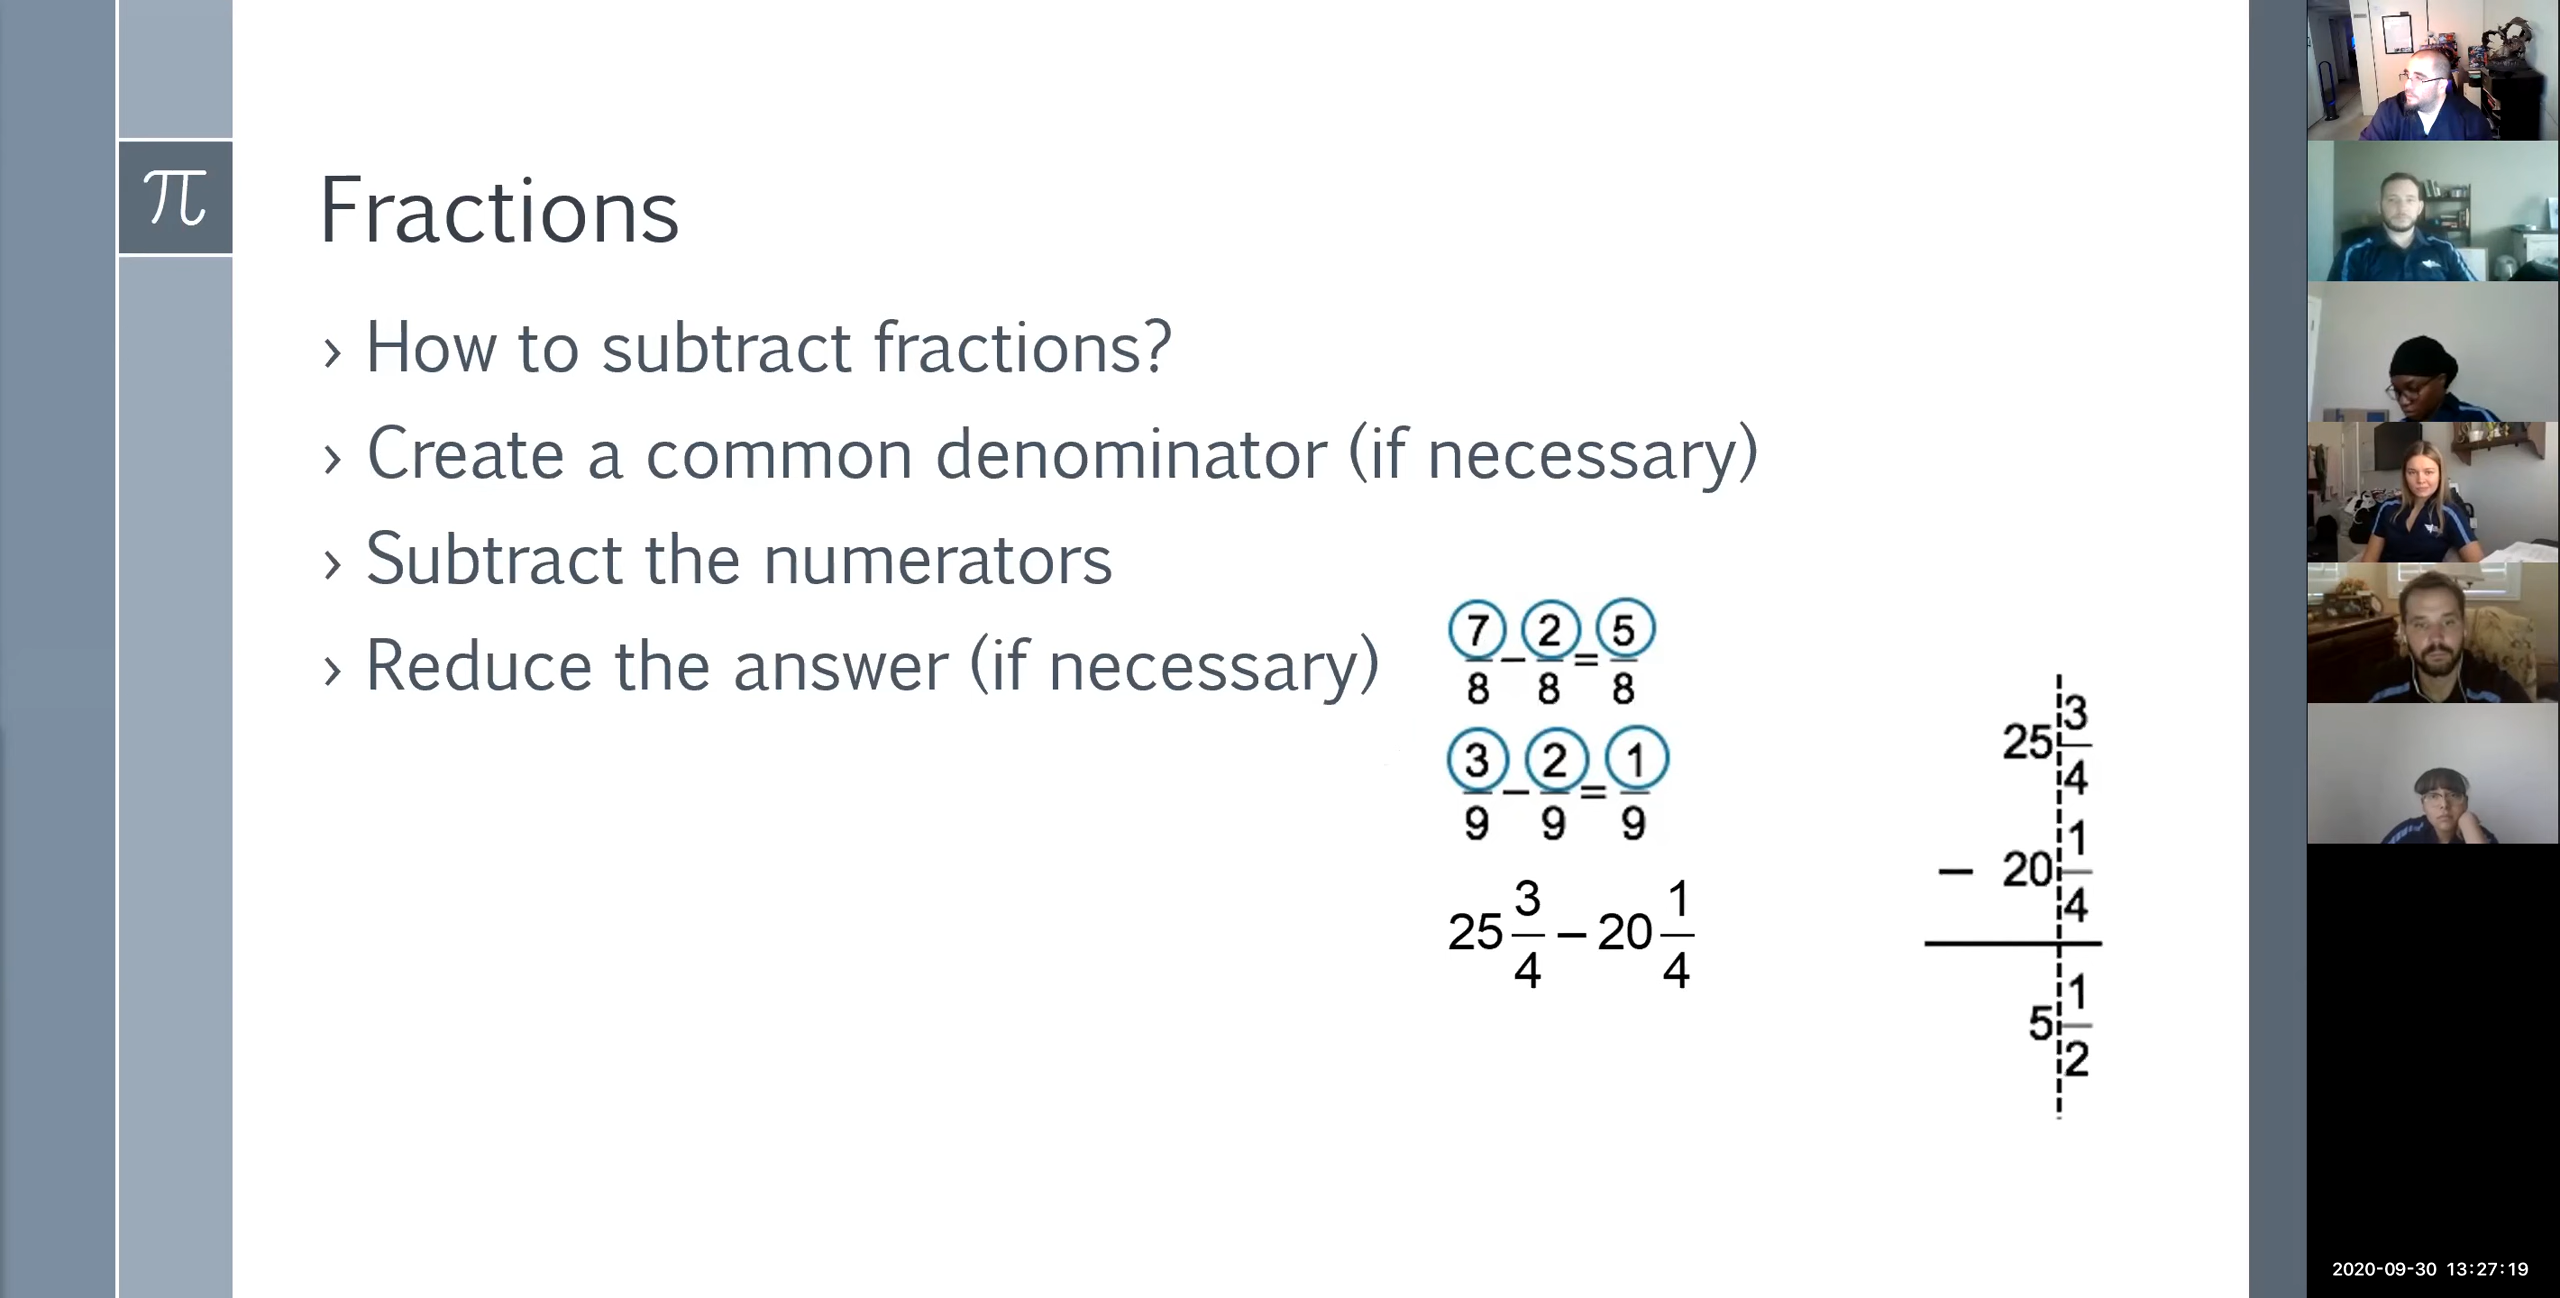 π
Fractions
› How to subtract fractions?
› Create a common denominator (if necessary)
› Subtract the numerators
› Reduce the answer (if necessary)
7/8 – 2/8 = 5/8
3/9 – 2/9 = 1/9
25 3/4 – 20 1/4
25 3/4
– 20 1/4
5 1/2
2020-09-30 13:27:19